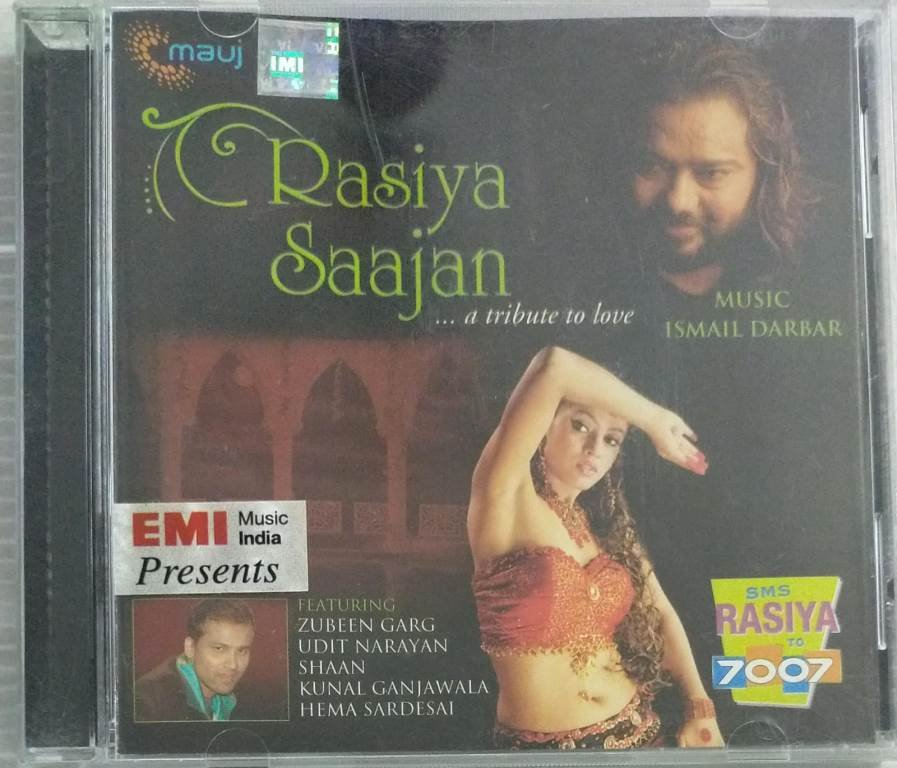 mauj
IMI
Rasiya
Saajan
... a tribute to love
MUSIC
ISMAIL DARBAR
EMI Music
India
Presents
FEATURING
ZUBEEN GARG
UDIT NARAYAN
SHAAN
KUNAL GANJAWALA
HEMA SARDESAI
SMS
RASIYA
TO
7007